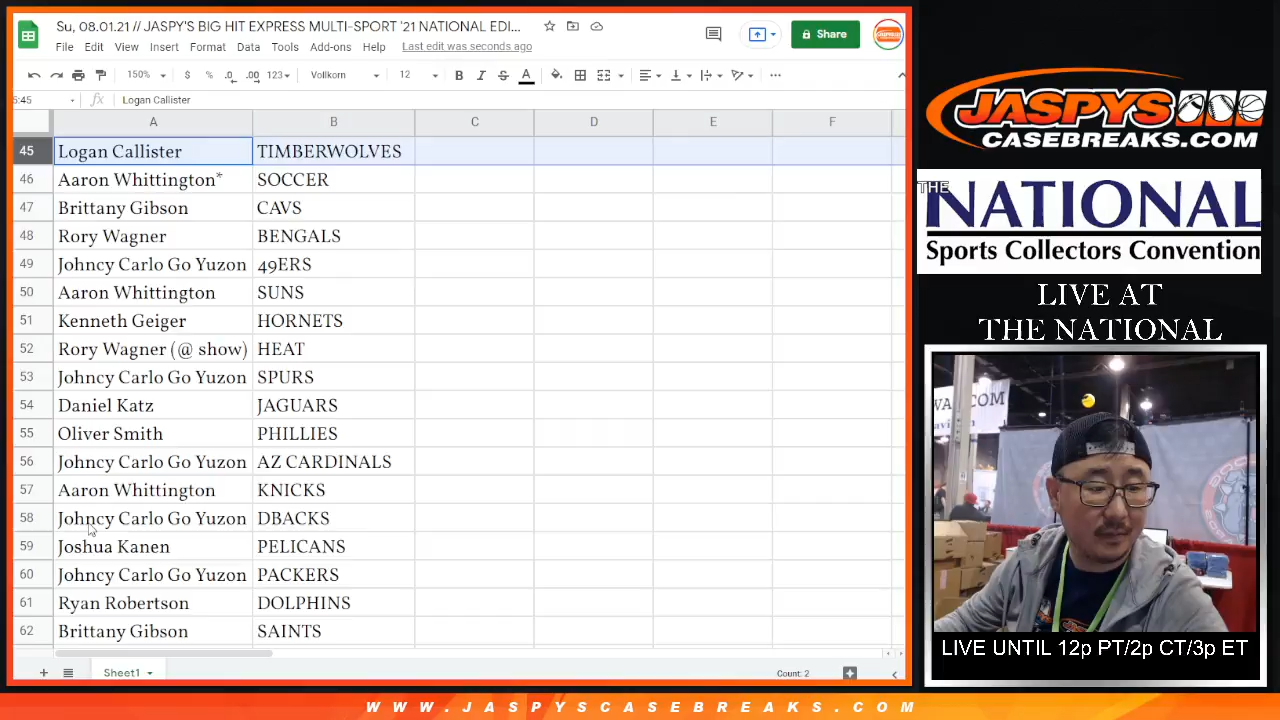 Su, 08.01.21 // JASPY'S BIG HIT EXPRESS MULTI-SPORT '21 NATIONAL EDI...
File Edit View Insert Format Data Tools Add-ons Help Last edit was seconds ago
Share
150% $ % .0 .00 123 Vollkorn 12 B I S A
5:45 fx Logan Callister
A B C D E F
45 Logan Callister TIMBERWOLVES
46 Aaron Whittington* SOCCER
47 Brittany Gibson CAVS
48 Rory Wagner BENGALS
49 Johncy Carlo Go Yuzon 49ERS
50 Aaron Whittington SUNS
51 Kenneth Geiger HORNETS
52 Rory Wagner (@ show) HEAT
53 Johncy Carlo Go Yuzon SPURS
54 Daniel Katz JAGUARS
55 Oliver Smith PHILLIES
56 Johncy Carlo Go Yuzon AZ CARDINALS
57 Aaron Whittington KNICKS
58 Johncy Carlo Go Yuzon DBACKS
59 Joshua Kanen PELICANS
60 Johncy Carlo Go Yuzon PACKERS
61 Ryan Robertson DOLPHINS
62 Brittany Gibson SAINTS
Sheet1
Count: 2
JASPYS
CASEBREAKS.COM
THE
NATIONAL
Sports Collectors Convention
LIVE AT
THE NATIONAL
LIVE UNTIL 12p PT/2p CT/3p ET
WWW.JASPYSCASEBREAKS.COM